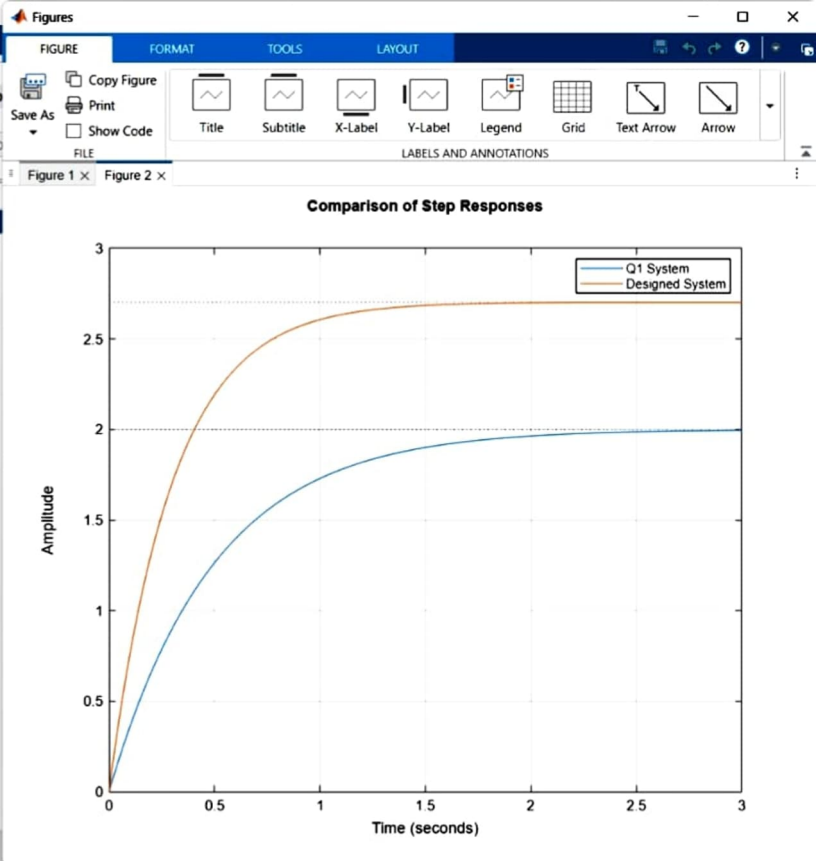 Figures
FIGURE FORMAT TOOLS LAYOUT
Save As
Copy Figure
Print
Show Code
FILE
Title Subtitle X-Label Y-Label Legend Grid Text Arrow Arrow
LABELS AND ANNOTATIONS
Figure 1 Figure 2
Comparison of Step Responses
Q1 System
Designed System
3
2.5
2
1.5
1
0.5
0
Amplitude
0 0.5 1 1.5 2 2.5 3
Time (seconds)